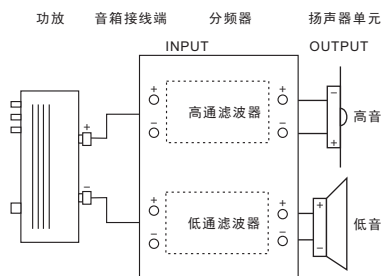 功放 音箱接线端 分频器 扬声器单元
INPUT OUTPUT
+ + −
高通滤波器 高音
+ − − +
− + +
低通滤波器 + 低音
− − −